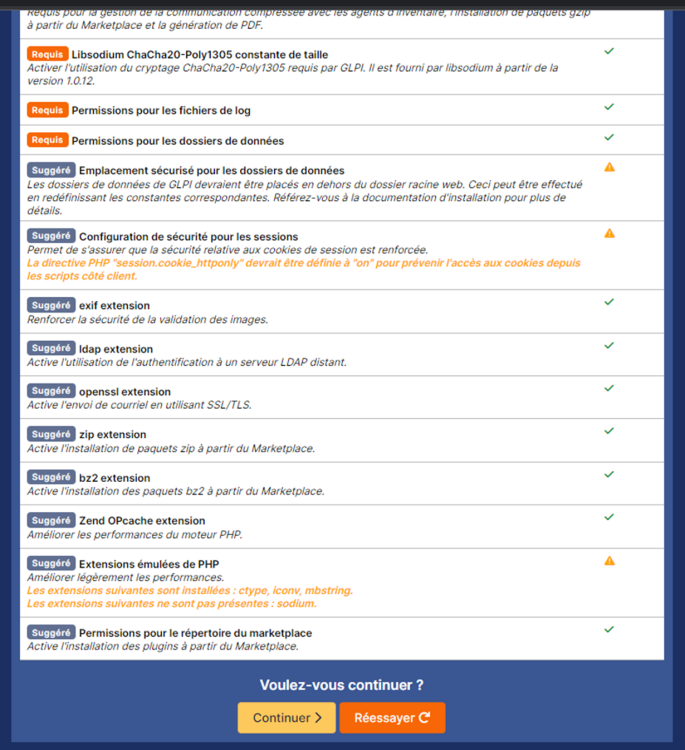 Requis pour la gestion de la communication compressée avec les agents d'inventaire, l'installation de paquets gzip
à partir du Marketplace et la génération de PDF.
Requis Libsodium ChaCha20-Poly1305 constante de taille
Activer l'utilisation du cryptage ChaCha20-Poly1305 requis par GLPI. Il est fourni par libsodium à partir de la
version 1.0.12.
Requis Permissions pour les fichiers de log
Requis Permissions pour les dossiers de données
Suggéré Emplacement sécurisé pour les dossiers de données
Les dossiers de données de GLPI devraient être placés en dehors du dossier racine web. Ceci peut être effectué
en redéfinissant les constantes correspondantes. Référez-vous à la documentation d'installation pour plus de
détails.
Suggéré Configuration de sécurité pour les sessions
Permet de s'assurer que la sécurité relative aux cookies de session est renforcée.
La directive PHP "session.cookie_httponly" devrait être définie à "on" pour prévenir l'accès aux cookies depuis
les scripts côté client.
Suggéré exif extension
Renforcer la sécurité de la validation des images.
Suggéré ldap extension
Active l'utilisation de l'authentification à un serveur LDAP distant.
Suggéré openssl extension
Active l'envoi de courriel en utilisant SSL/TLS.
Suggéré zip extension
Active l'installation de paquets zip à partir du Marketplace.
Suggéré bz2 extension
Active l'installation des paquets bz2 à partir du Marketplace.
Suggéré Zend OPcache extension
Améliorer les performances du moteur PHP.
Suggéré Extensions émulées de PHP
Améliorer légèrement les performances.
Les extensions suivantes sont installées : ctype, iconv, mbstring.
Les extensions suivantes ne sont pas présentes : sodium.
Suggéré Permissions pour le répertoire du marketplace
Active l'installation des plugins à partir du Marketplace.
Voulez-vous continuer ?
Continuer
Réessayer